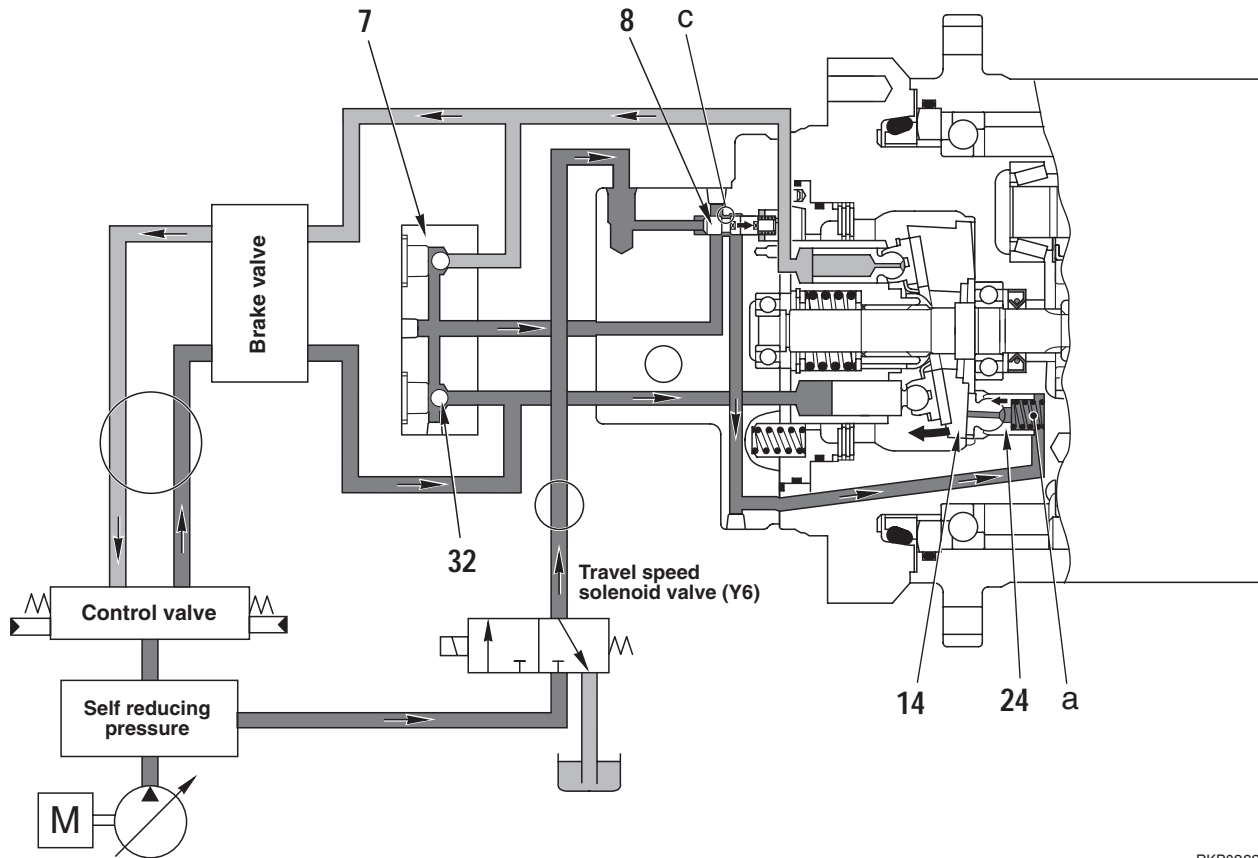 7
8
c
Brake valve
32
Travel speed
solenoid valve (Y6)
Control valve
14
24
a
Self reducing
pressure
M